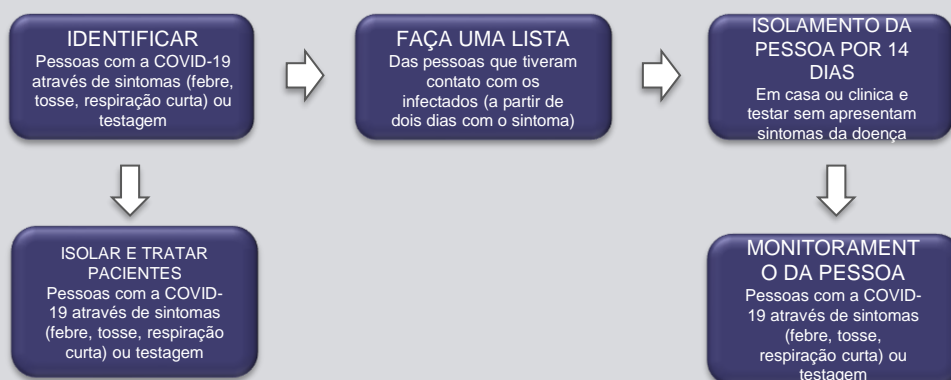 IDENTIFICAR
Pessoas com a COVID-19
através de sintomas (febre,
tosse, respiração curta) ou
testagem
FAÇA UMA LISTA
Das pessoas que tiveram
contato com os
infectados (a partir de
dois dias com o sintoma)
ISOLAMENTO DA
PESSOA POR 14
DIAS
Em casa ou clinica e
testar sem apresentam
sintomas da doença
ISOLAR E TRATAR
PACIENTES
Pessoas com a COVID-
19 através de sintomas
(febre, tosse, respiração
curta) ou testagem
MONITORAMENT
O DA PESSOA
Pessoas com a COVID-
19 através de sintomas
(febre, tosse,
respiração curta) ou
testagem